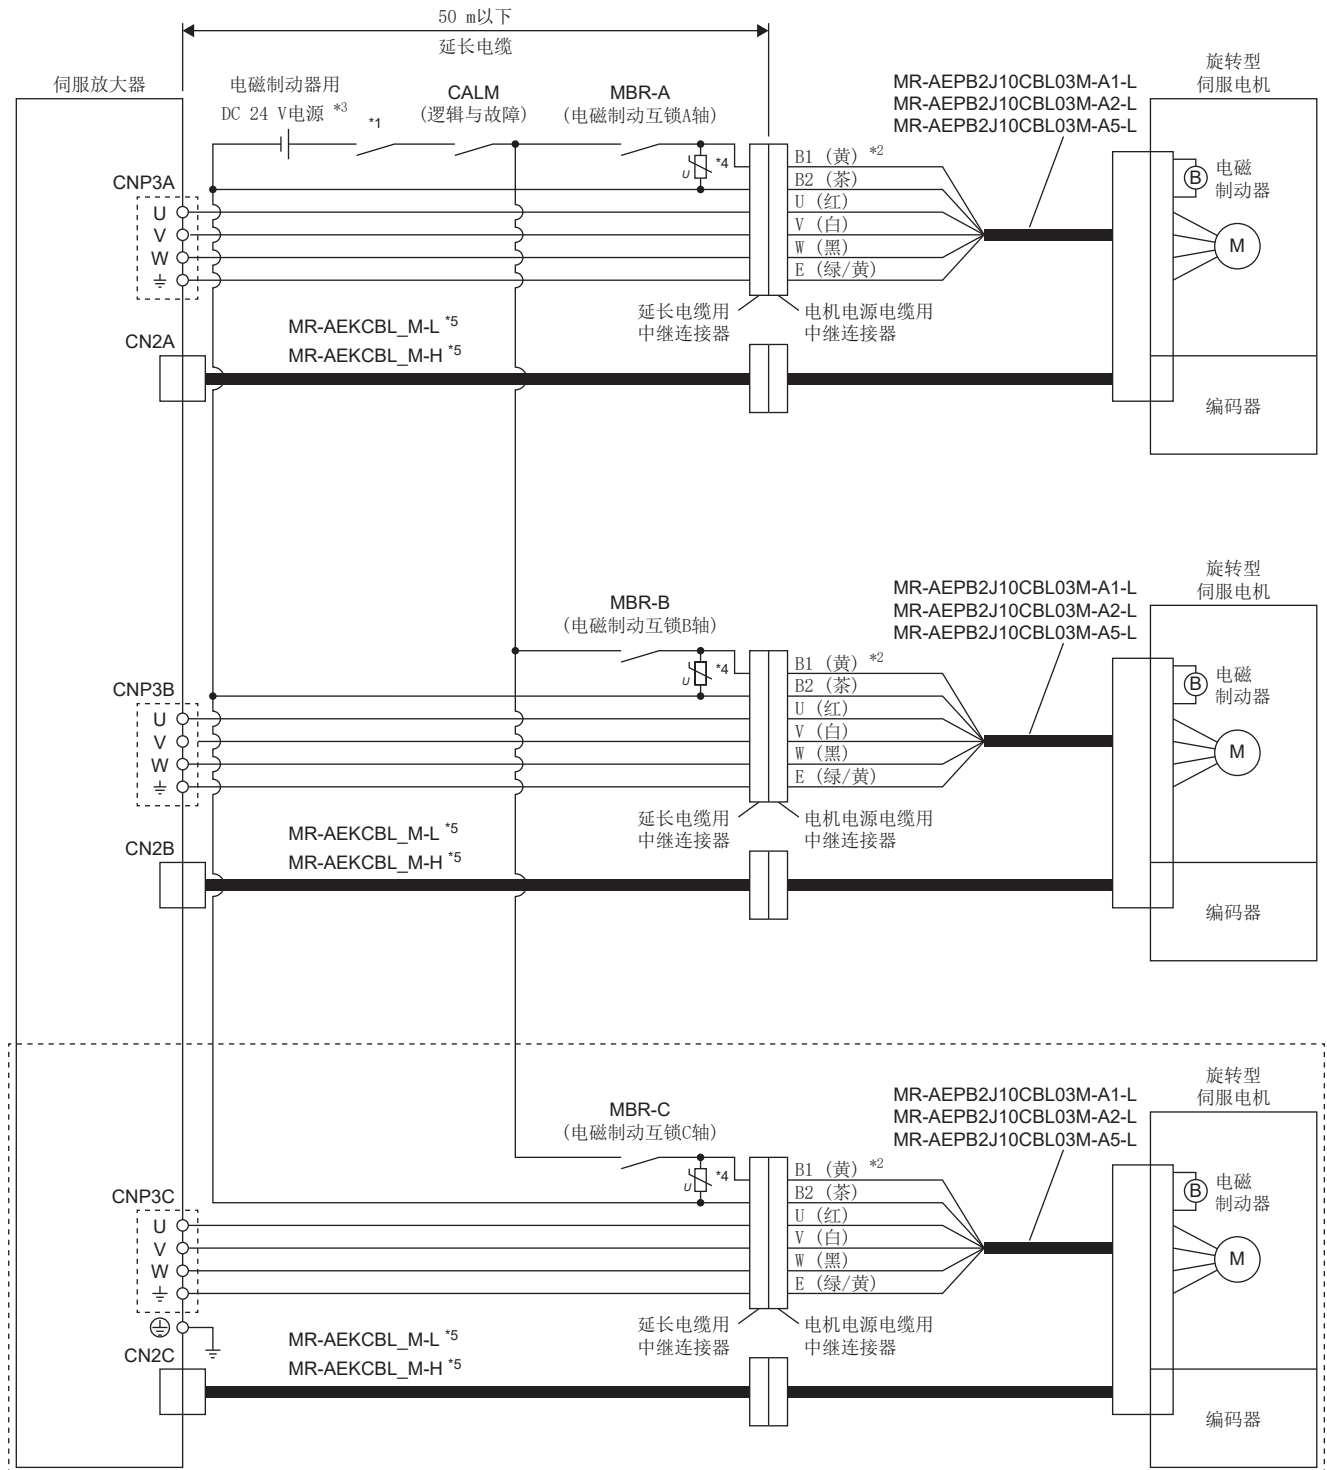 50 m以下
延长电缆
伺服放大器
电磁制动器用
DC 24 V电源 *3
*1
CALM
(逻辑与故障)
MBR-A
(电磁制动互锁A轴)
MR-AEPB2J10CBL03M-A1-L
MR-AEPB2J10CBL03M-A2-L
MR-AEPB2J10CBL03M-A5-L
旋转型
伺服电机
CNP3A
U
V
W
U *4
B1 (黄) *2
B2 (茶)
U (红)
V (白)
W (黑)
E (绿/黄)
B
电磁
制动器
M
延长电缆用
中继连接器
电机电源电缆用
中继连接器
CN2A
MR-AEKCBL_M-L *5
MR-AEKCBL_M-H *5
编码器
MBR-B
(电磁制动互锁B轴)
MR-AEPB2J10CBL03M-A1-L
MR-AEPB2J10CBL03M-A2-L
MR-AEPB2J10CBL03M-A5-L
旋转型
伺服电机
CNP3B
U
V
W
U *4
B1 (黄) *2
B2 (茶)
U (红)
V (白)
W (黑)
E (绿/黄)
B
电磁
制动器
M
延长电缆用
中继连接器
电机电源电缆用
中继连接器
CN2B
MR-AEKCBL_M-L *5
MR-AEKCBL_M-H *5
编码器
MBR-C
(电磁制动互锁C轴)
MR-AEPB2J10CBL03M-A1-L
MR-AEPB2J10CBL03M-A2-L
MR-AEPB2J10CBL03M-A5-L
旋转型
伺服电机
CNP3C
U
V
W
U *4
B1 (黄) *2
B2 (茶)
U (红)
V (白)
W (黑)
E (绿/黄)
B
电磁
制动器
M
延长电缆用
中继连接器
电机电源电缆用
中继连接器
CN2C
MR-AEKCBL_M-L *5
MR-AEKCBL_M-H *5
编码器